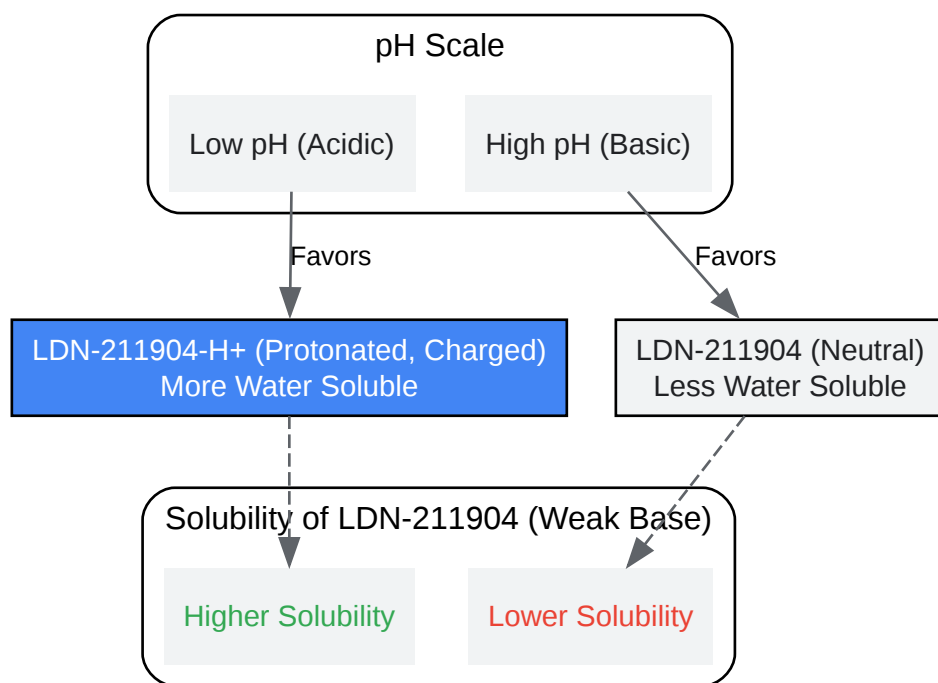 pH Scale
Low pH (Acidic)
High pH (Basic)
Favors
Favors
LDN-211904-H+ (Protonated, Charged)
More Water Soluble
LDN-211904 (Neutral)
Less Water Soluble
Solubility of LDN-211904 (Weak Base)
Higher Solubility
Lower Solubility